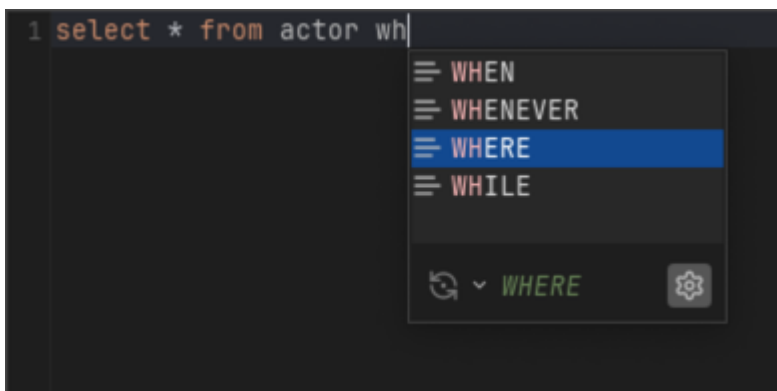 1 select * from actor wh
WHEN
WHENEVER
WHERE
WHILE
WHERE